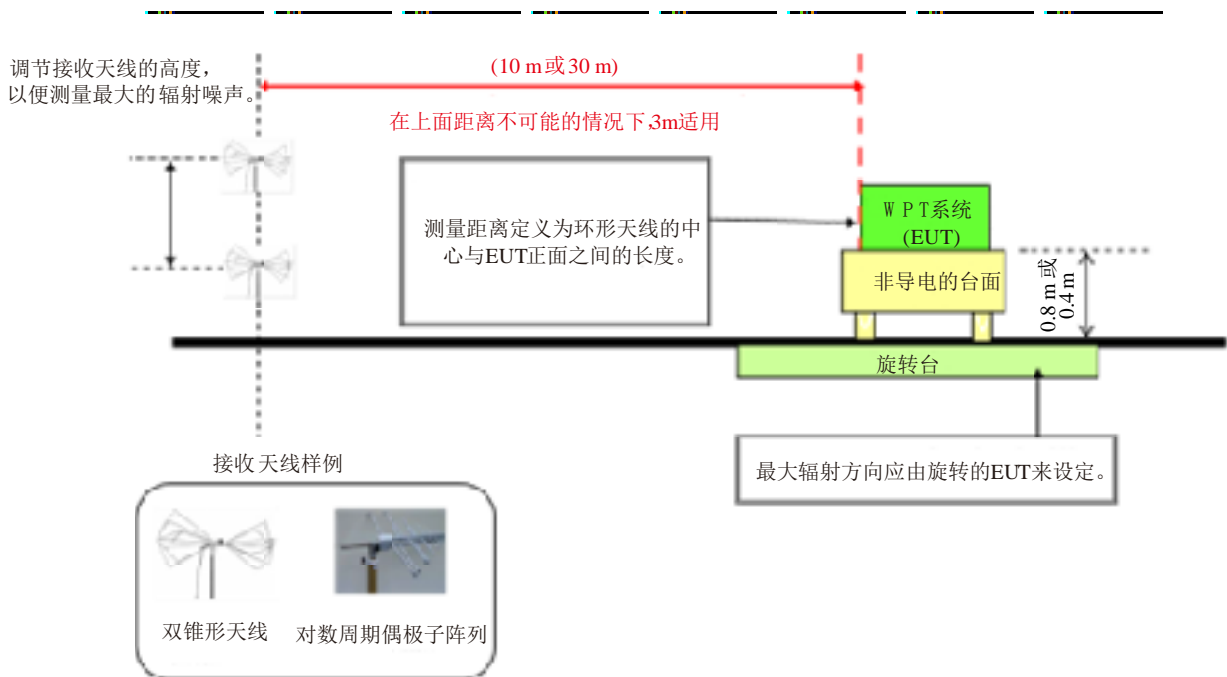 调节接收天线的高度，
以便测量最大的辐射噪声。
(10 m或30 m)
在上面距离不可能的情况下,3m适用
测量距离定义为环形天线的中
心与EUT正面之间的长度。
WPT系统
(EUT)
非导电的台面
0.8 m或
0.4 m
旋转台
最大辐射方向应由旋转的EUT来设定。
接收天线样例
双锥形天线
对数周期偶极子阵列